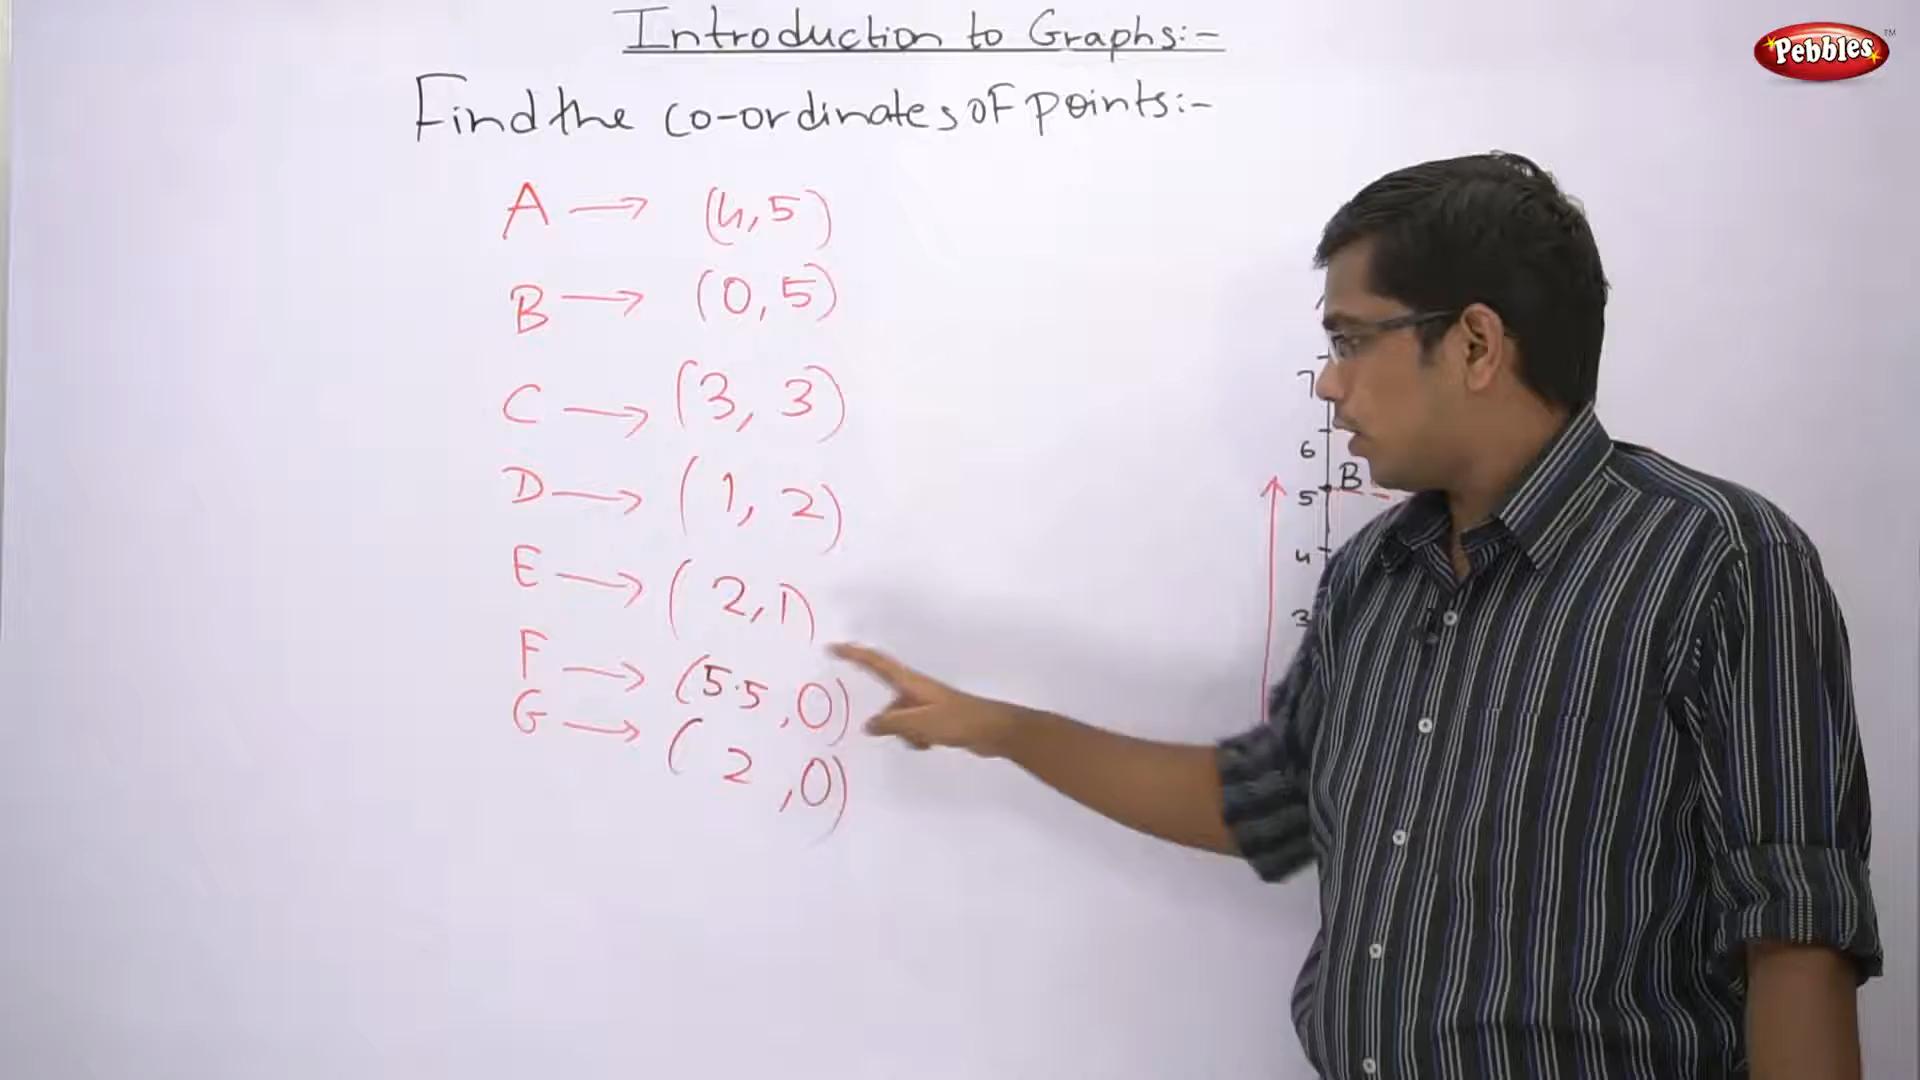 Introduction to Graphs:-
Find the co-ordinates of points:-
A → (4,5)
B → (0,5)
C → (3, 3)
D → (1, 2)
E → (2,1)
F → (5.5,0)
G → (2,0)
7
6
B
5
4
3
Pebbles™